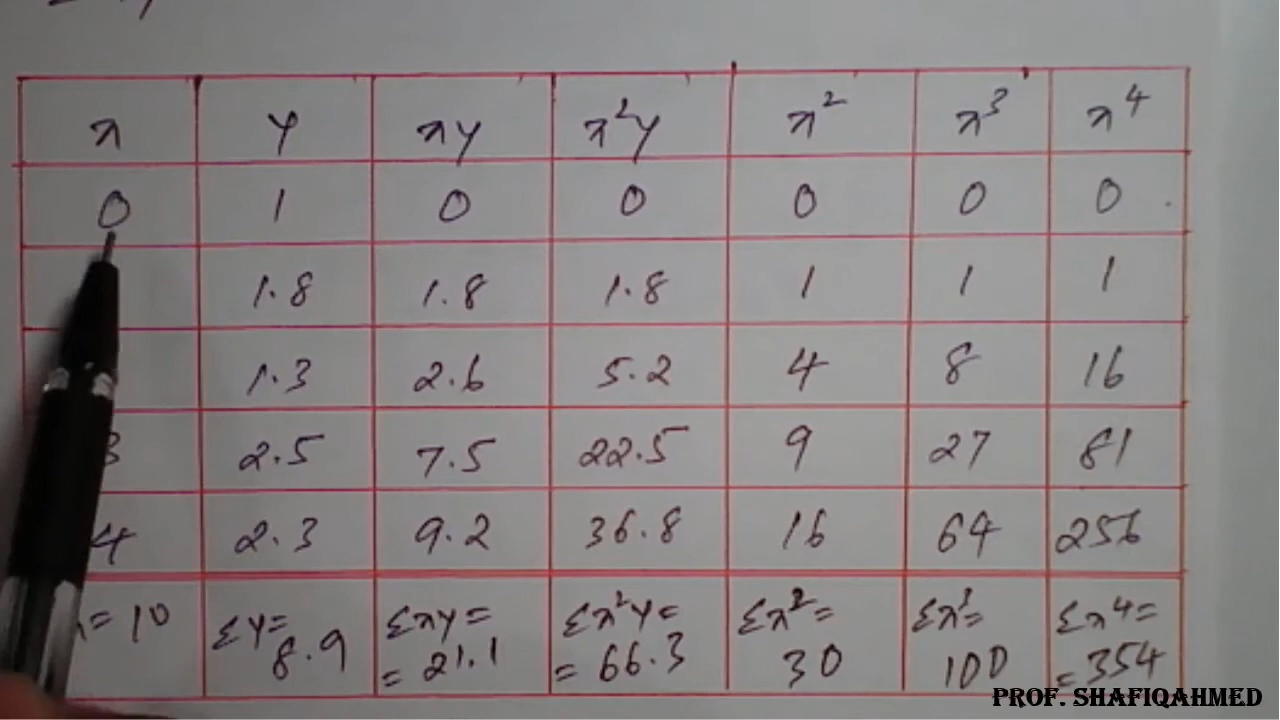 x y xy x²y x² x³ x⁴
0 1 0 0 0 0 0
1.8 1.8 1.8 1 1 1
1.3 2.6 5.2 4 8 16
3 2.5 7.5 22.5 9 27 81
4 2.3 9.2 36.8 16 64 256
= 10 Σy= Σxy= Σx²y= Σx²= Σx³= Σx⁴=
8.9 = 21.1 = 66.3 30 100 = 354
PROF. SHAFIQAHMED